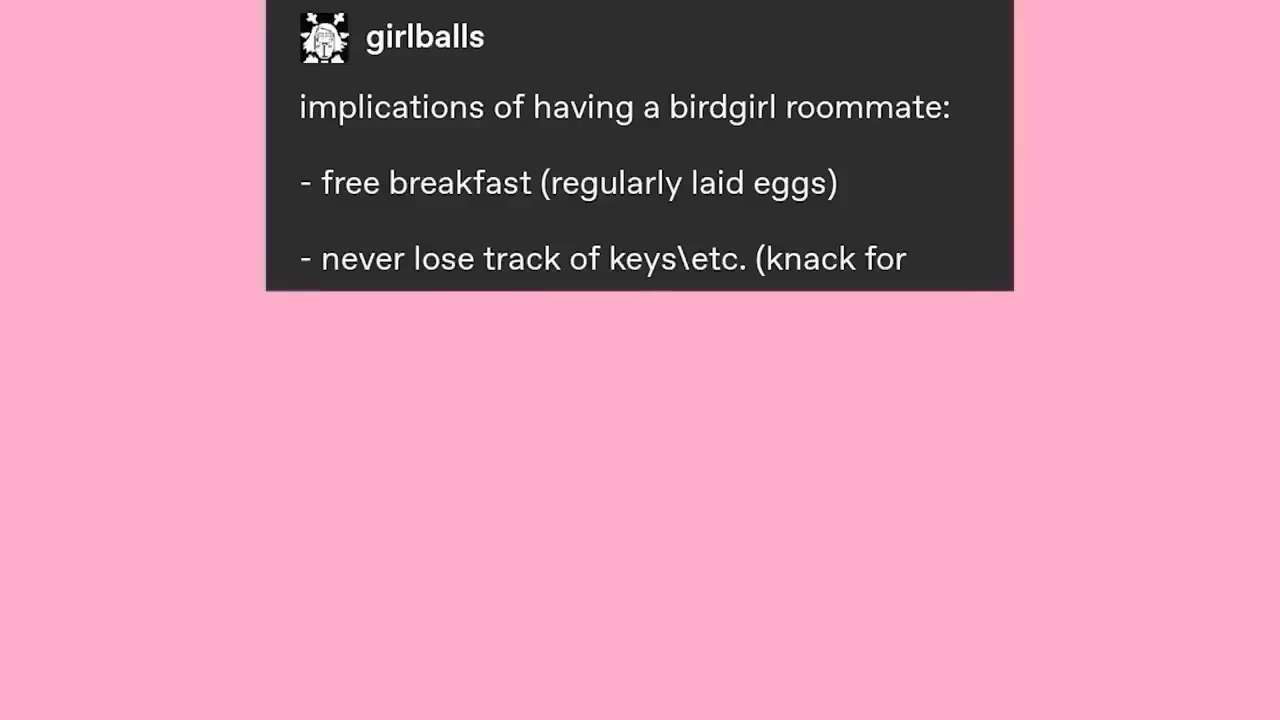 girlballs
implications of having a birdgirl roommate:
- free breakfast (regularly laid eggs)
- never lose track of keys\etc. (knack for